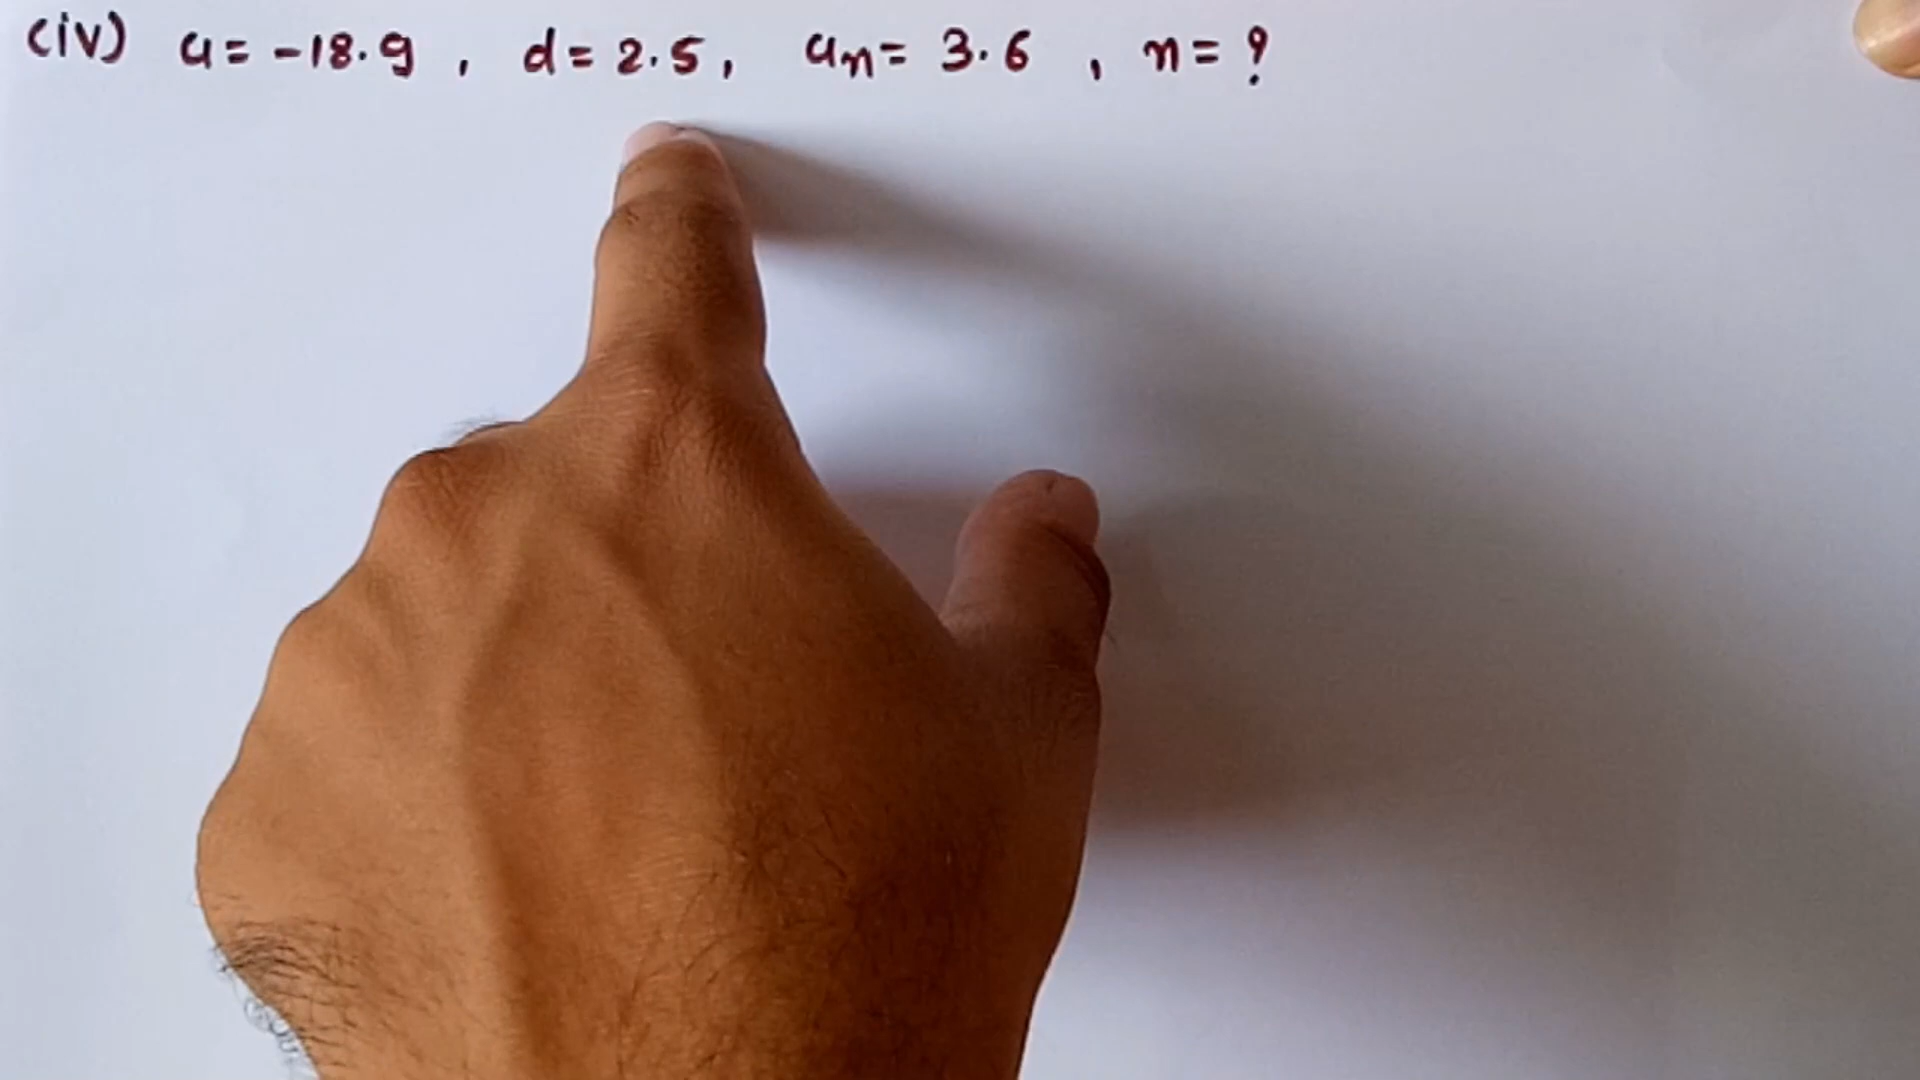 (iv) a = -18.9 , d = 2.5 , an = 3.6 , n = ?